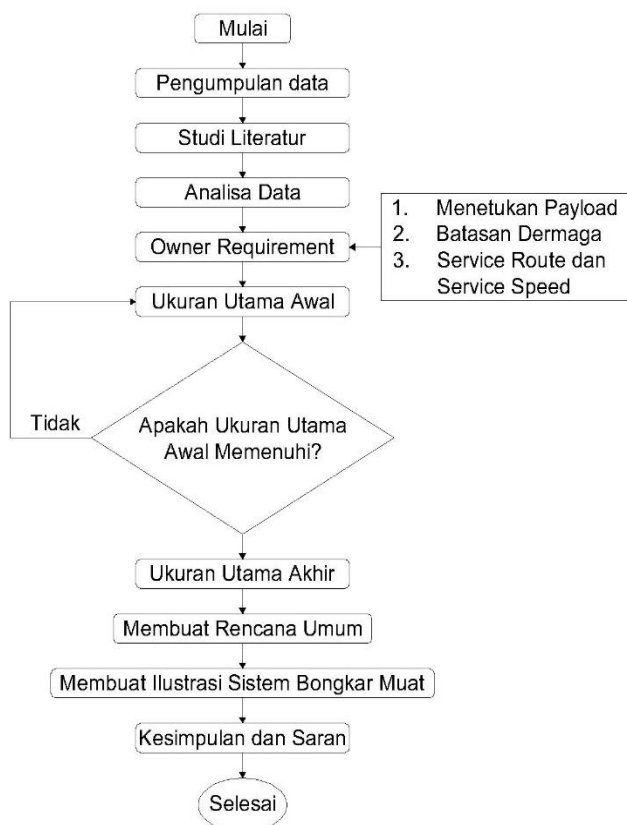 Mulai
Pengumpulan data
Studi Literatur
Analisa Data
Owner Requirement
1. Menetukan Payload
2. Batasan Dermaga
3. Service Route dan
Service Speed
Ukuran Utama Awal
Tidak
Apakah Ukuran Utama
Awal Memenuhi?
Ukuran Utama Akhir
Membuat Rencana Umum
Membuat Ilustrasi Sistem Bongkar Muat
Kesimpulan dan Saran
Selesai